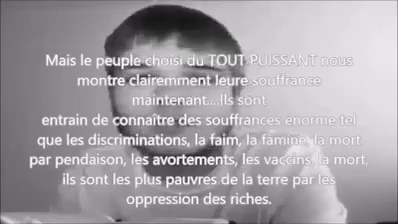 Mais le peuple choisi du TOUT PUISSANT nous
montre clairemment leure souffrance
maintenant....Ils sont
entrain de connaître des souffrances énorme tel
que les discriminations, la faim, la famine, la mort
par pendaison, les avortements, les vaccins, la mort,
ils sont les plus pauvres de la terre par les
oppression des riches.